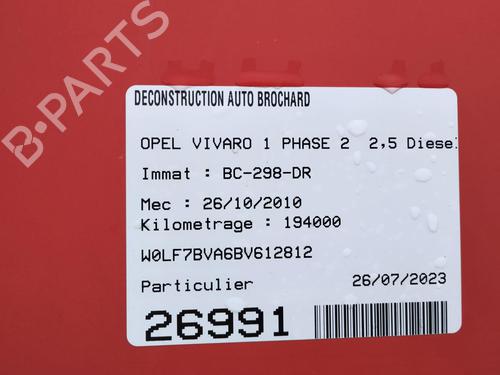 B-PARTS
DECONSTRUCTION AUTO BROCHARD
OPEL VIVARO 1 PHASE 2 2,5 Diesel
Immat : BC-298-DR
Mec : 26/10/2010
Kilometrage : 194000
W0LF7BVA6BV612812
Particulier 26/07/2023
26991